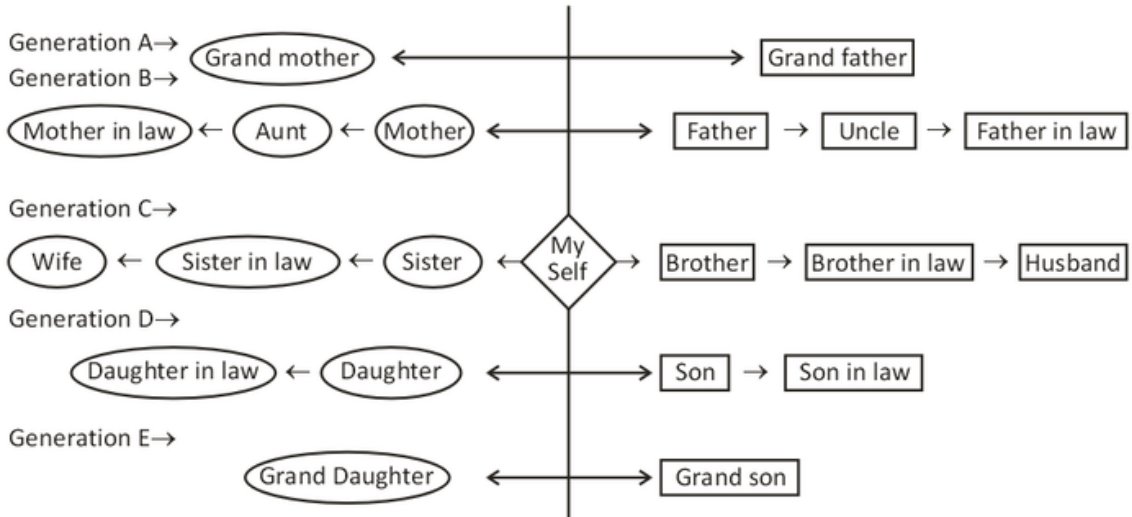 Generation A→
Grand mother
Grand father
Generation B→
Mother in law
Aunt
Mother
Father
Uncle
Father in law
Generation C→
Wife
Sister in law
Sister
My
Self
Brother
Brother in law
Husband
Generation D→
Daughter in law
Daughter
Son
Son in law
Generation E→
Grand Daughter
Grand son